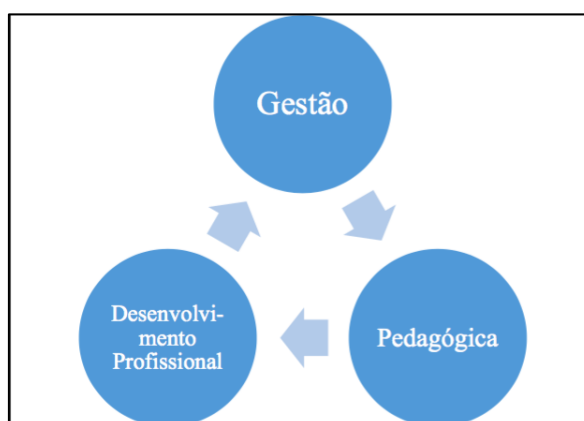 Gestão
Desenvolvi-
mento
Profissional
Pedagógica